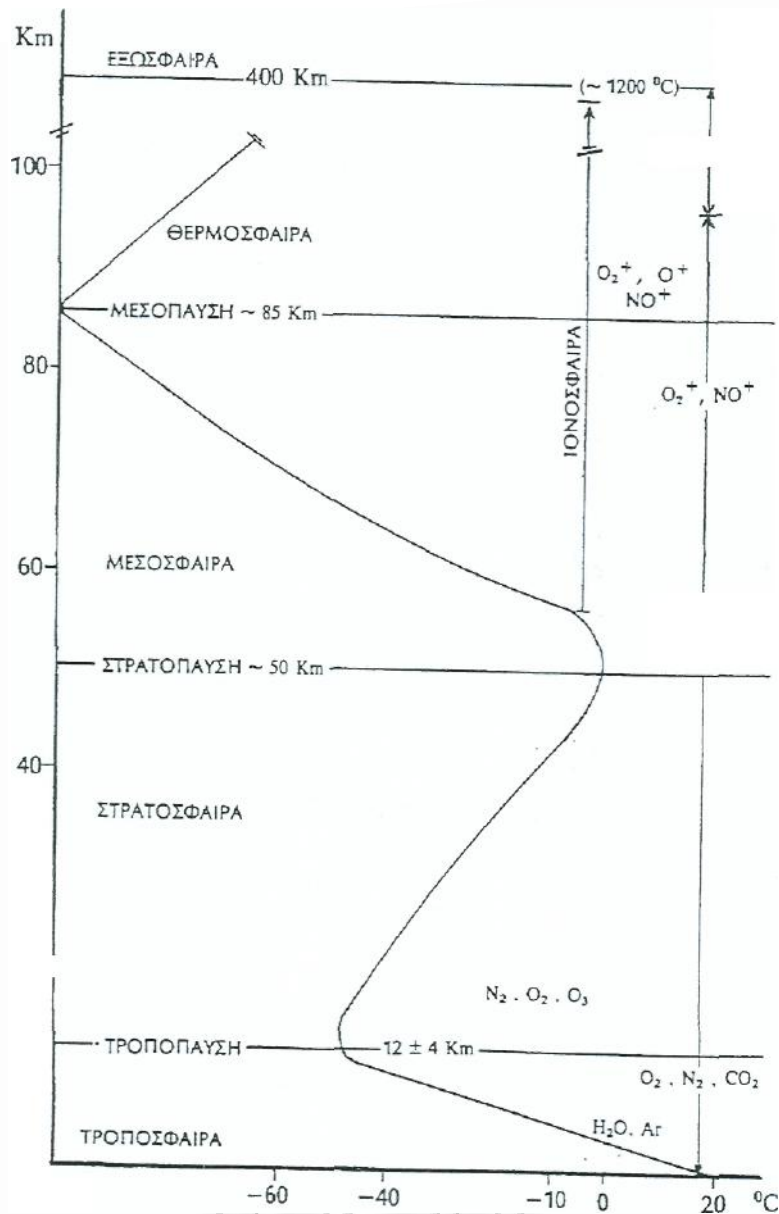 Km
ΕΞΩΣΦΑΙΡΑ
400 Km
(~ 1200 ⁰C)
100
ΘΕΡΜΟΣΦΑΙΡΑ
O₂⁺, O⁺
NO⁺
ΜΕΣΟΠΑΥΣΗ ~ 85 Km
80
ΙΟΝΟΣΦΑΙΡΑ
O₂⁺, NO⁺
60
ΜΕΣΟΣΦΑΙΡΑ
ΣΤΡΑΤΟΠΑΥΣΗ ~ 50 Km
40
ΣΤΡΑΤΟΣΦΑΙΡΑ
N₂ . O₂ . O₃
ΤΡΟΠΟΠΑΥΣΗ 12 ± 4 Km
O₂ . N₂ . CO₂
H₂O. Ar
ΤΡΟΠΟΣΦΑΙΡΑ
−60 −40 −10 0 20 ⁰C